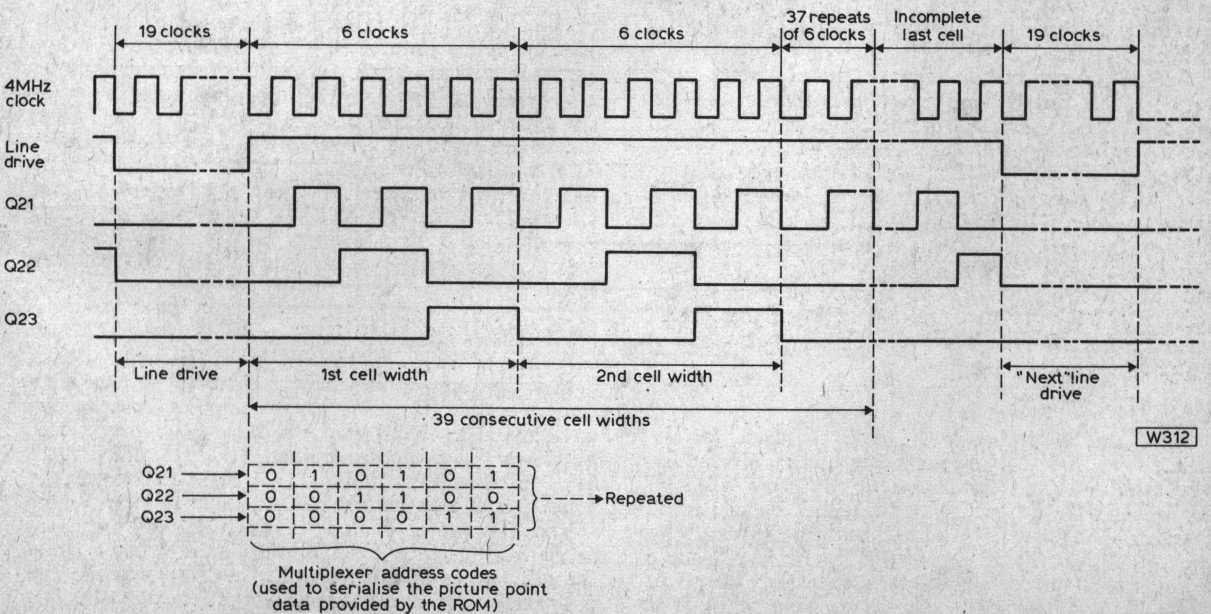 19 clocks
6 clocks
6 clocks
37 repeats
of 6 clocks
Incomplete
last cell
19 clocks
4MHz
clock
Line
drive
Q21
Q22
Q23
Line drive
1st cell width
2nd cell width
"Next" line
drive
39 consecutive cell widths
W312
Q21 0 1 0 1 0 1
Q22 0 0 1 1 0 0
Q23 0 0 0 0 1 1
Repeated
Multiplexer address codes
(used to serialise the picture point
data provided by the ROM)